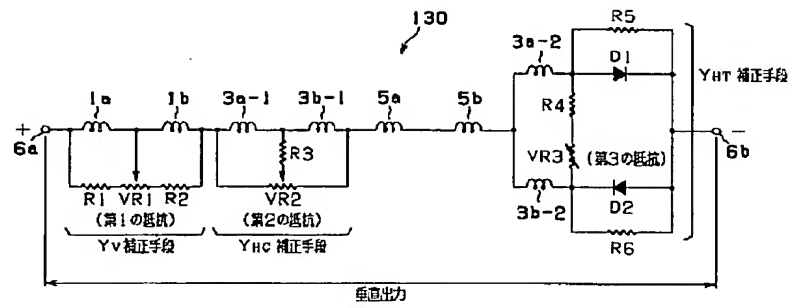 130
R5
3a-2
D1
YHT 補正手段
1a
1b
3a-1
3b-1
5a
5b
R4
+
6a
R3
VR3
(第3の抵抗)
−
6b
R1
VR1
R2
VR2
3b-2
D2
(第1の抵抗)
(第2の抵抗)
R6
YV 補正手段
YHC 補正手段
垂直出力